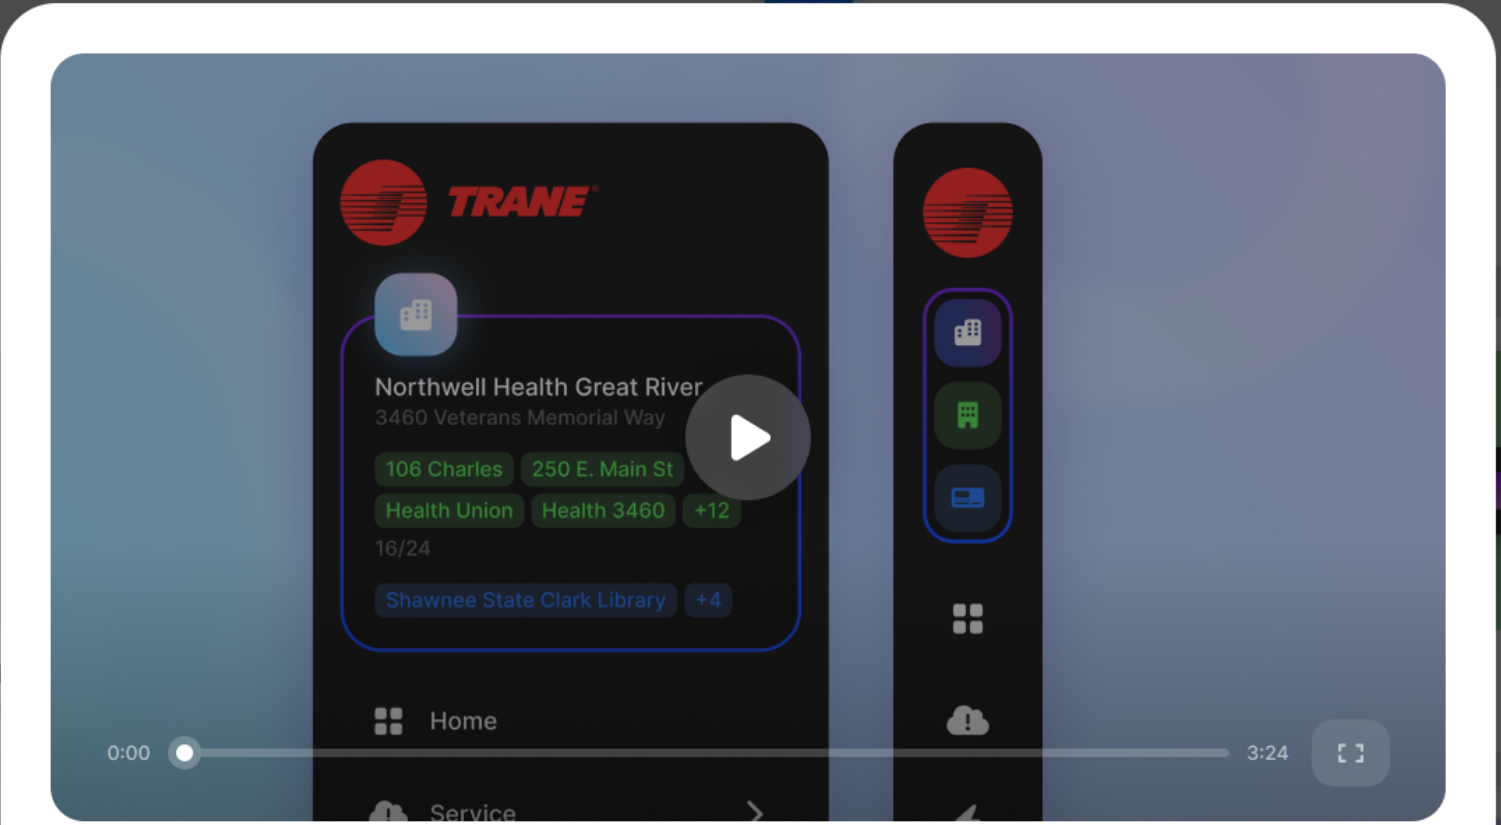 TRANE®
Northwell Health Great River
3460 Veterans Memorial Way
106 Charles 250 E. Main St
Health Union Health 3460 +12
16/24
Shawnee State Clark Library +4
Home
0:00 3:24
Service